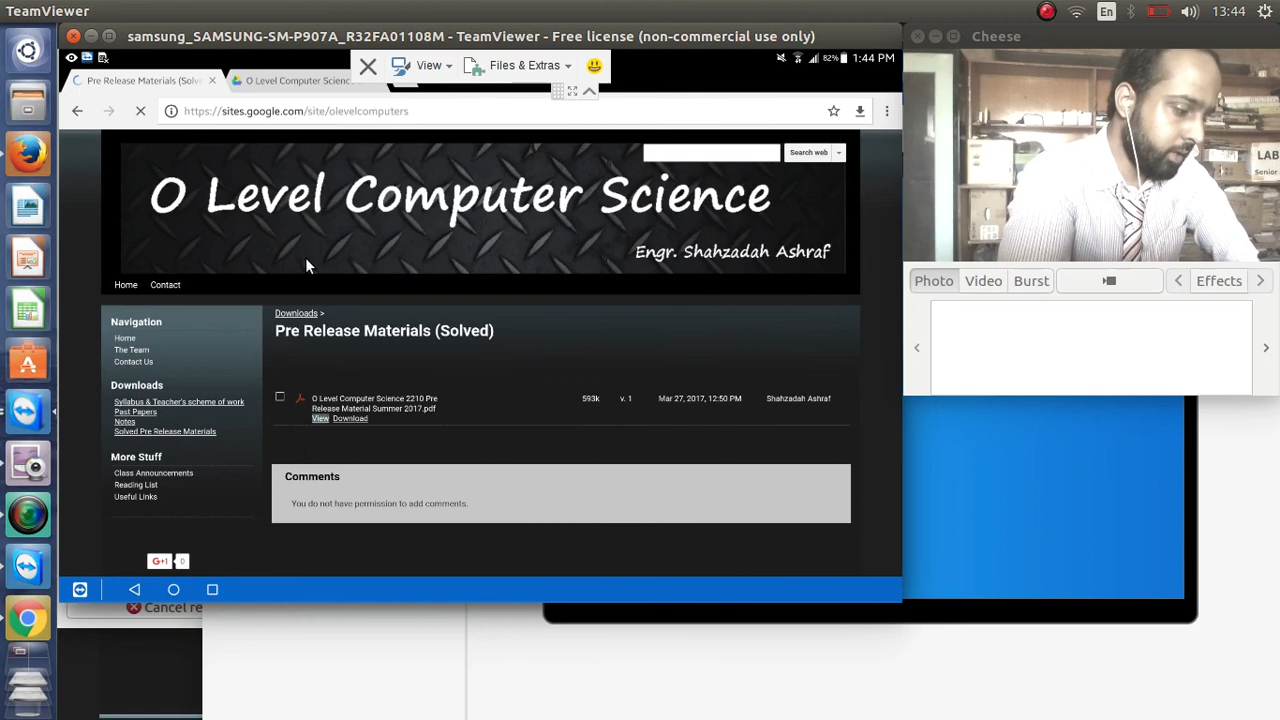 TeamViewer
En
13:44
samsung_SAMSUNG-SM-P907A_R32FA01108M - TeamViewer - Free license (non-commercial use only)
Cheese
82% 1:44 PM
View
Files & Extras
Pre Release Materials (Solv
O Level Computer Scienc
https://sites.google.com/site/olevelcomputers
Search web
O Level Computer Science
Engr. Shahzadah Ashraf
Home Contact
LAB
Senior
Photo Video Burst Effects
Navigation
Home
The Team
Contact Us
Downloads
Syllabus & Teacher's scheme of work
Past Papers
Notes
Solved Pre Release Materials
More Stuff
Class Announcements
Reading List
Useful Links
G+1 0
Downloads >
Pre Release Materials (Solved)
O Level Computer Science 2210 Pre Release Material Summer 2017.pdf
View Download
593k v. 1 Mar 27, 2017, 12:50 PM Shahzadah Ashraf
Comments
You do not have permission to add comments.
Cancel re